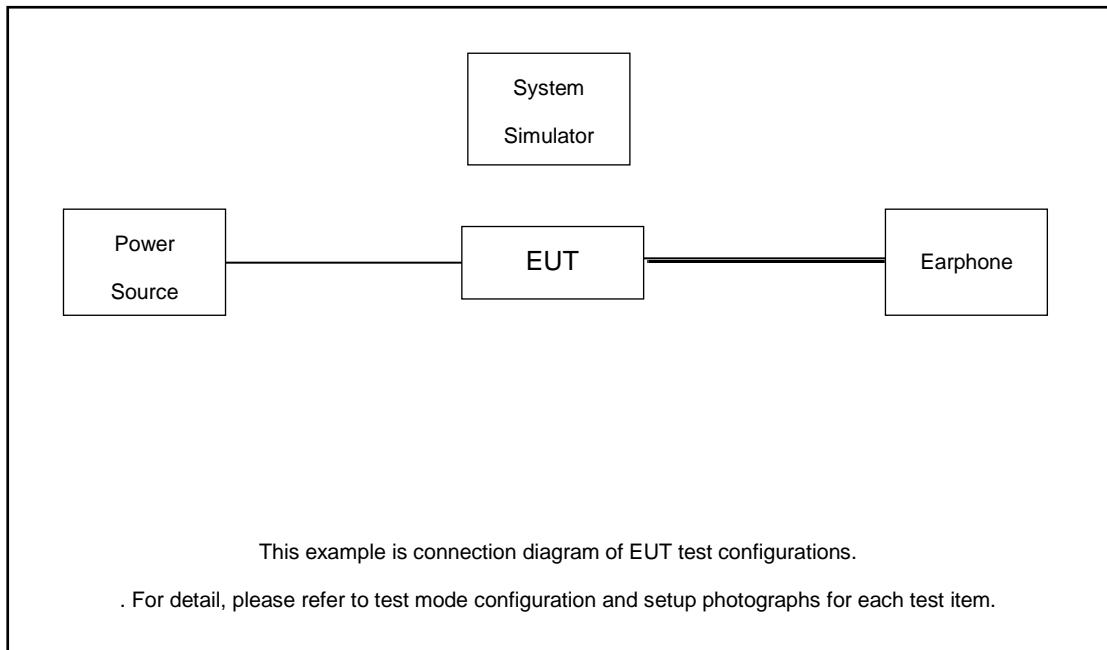 System
Simulator
Power
Source
EUT
Earphone
This example is connection diagram of EUT test configurations.
. For detail, please refer to test mode configuration and setup photographs for each test item.